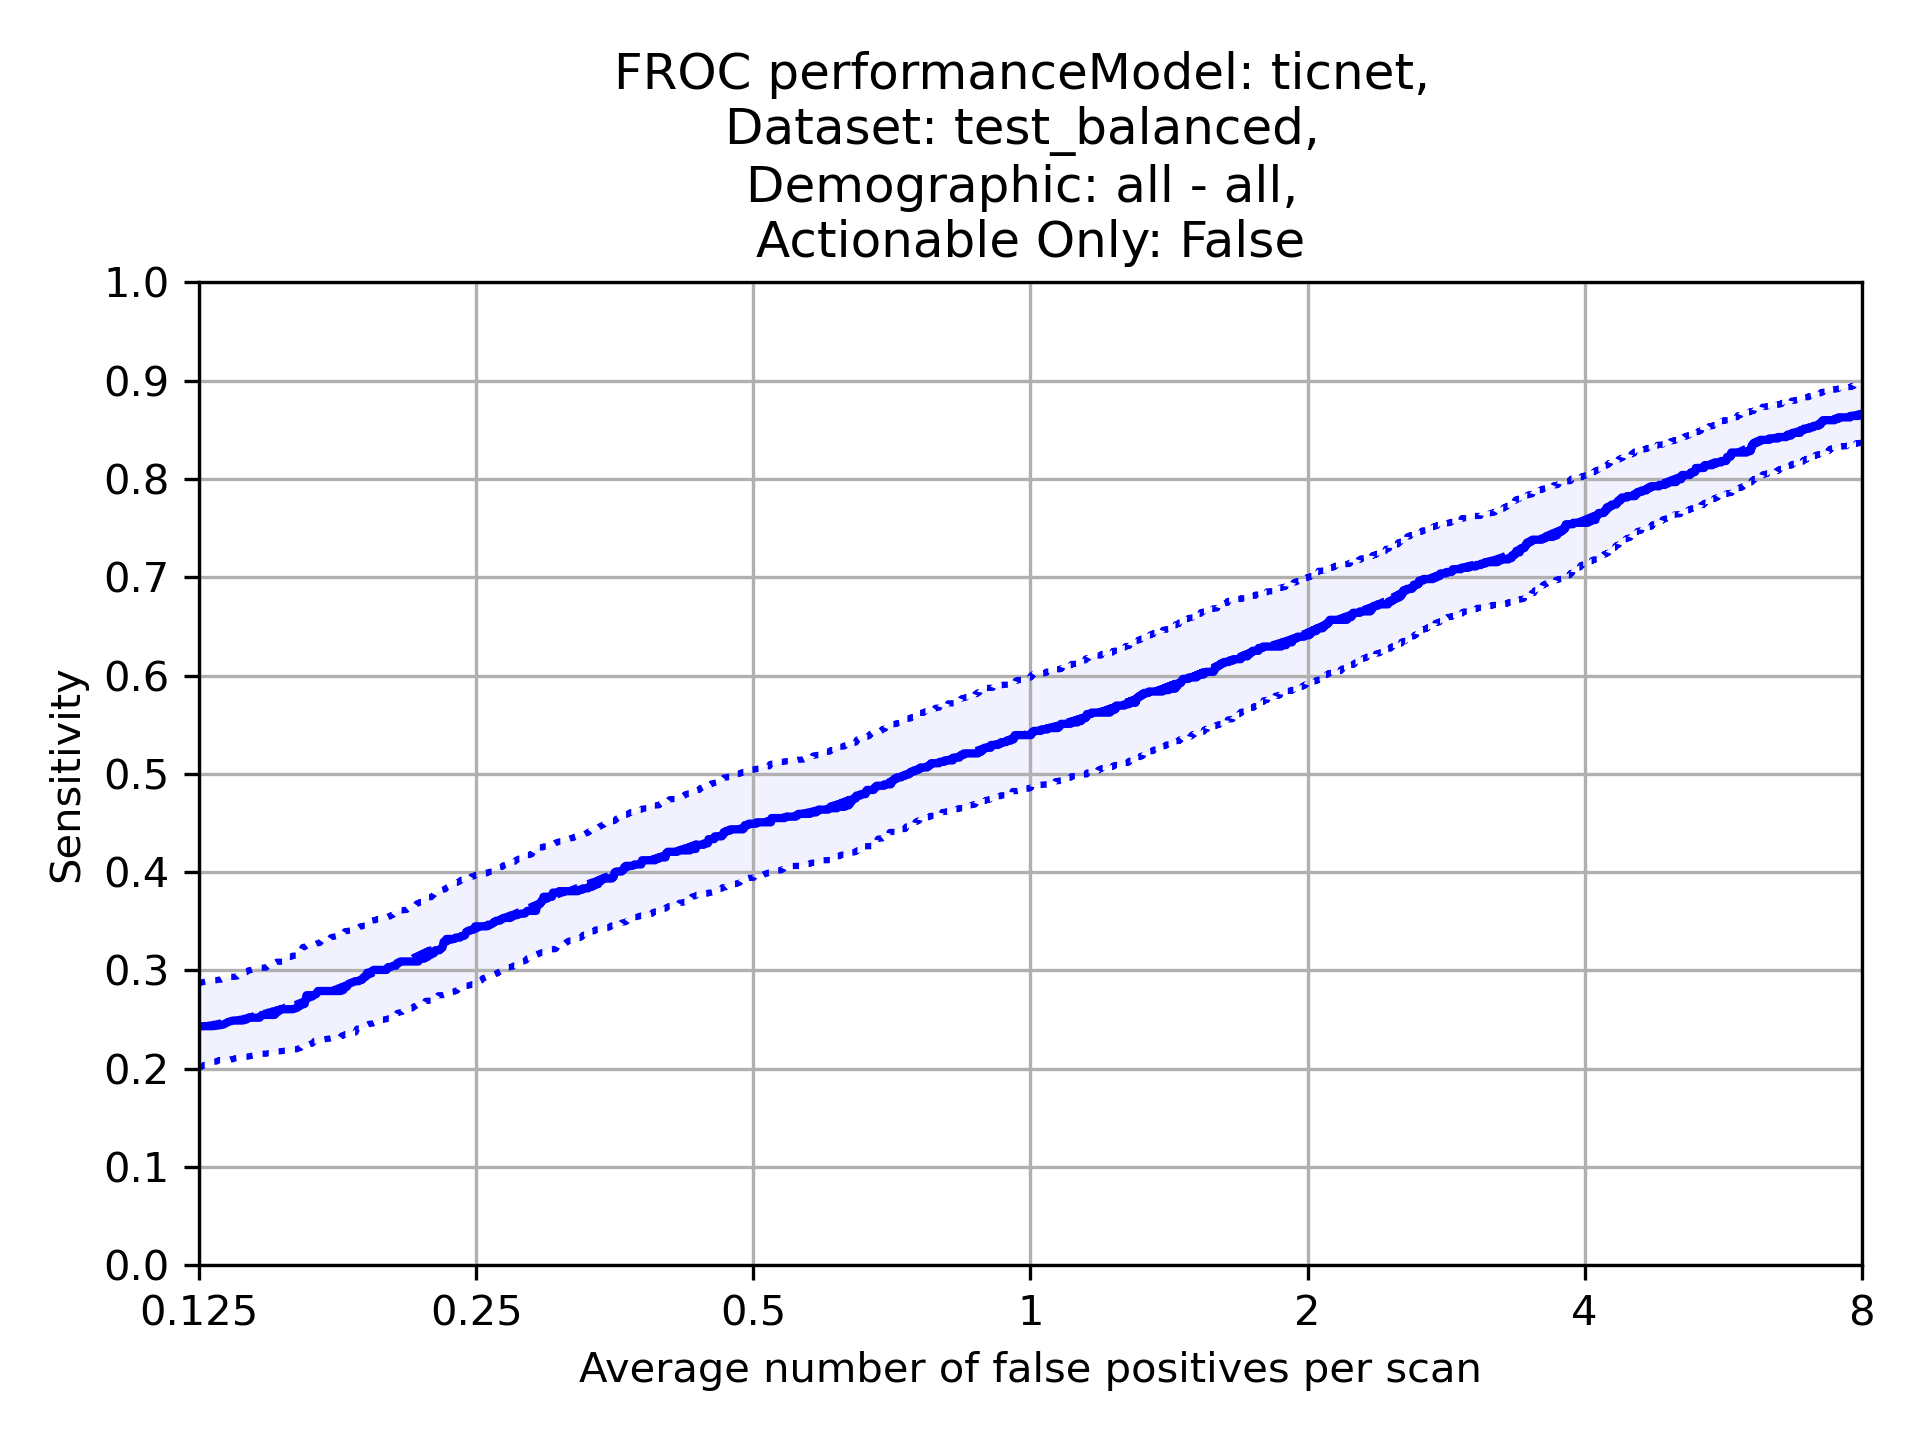 FROC performanceModel: ticnet,
Dataset: test_balanced,
Demographic: all - all,
Actionable Only: False
1.0
0.9
0.8
0.7
0.6
0.5
0.4
0.3
0.2
0.1
0.0
Sensitivity
0.125 0.25 0.5 1 2 4 8
Average number of false positives per scan